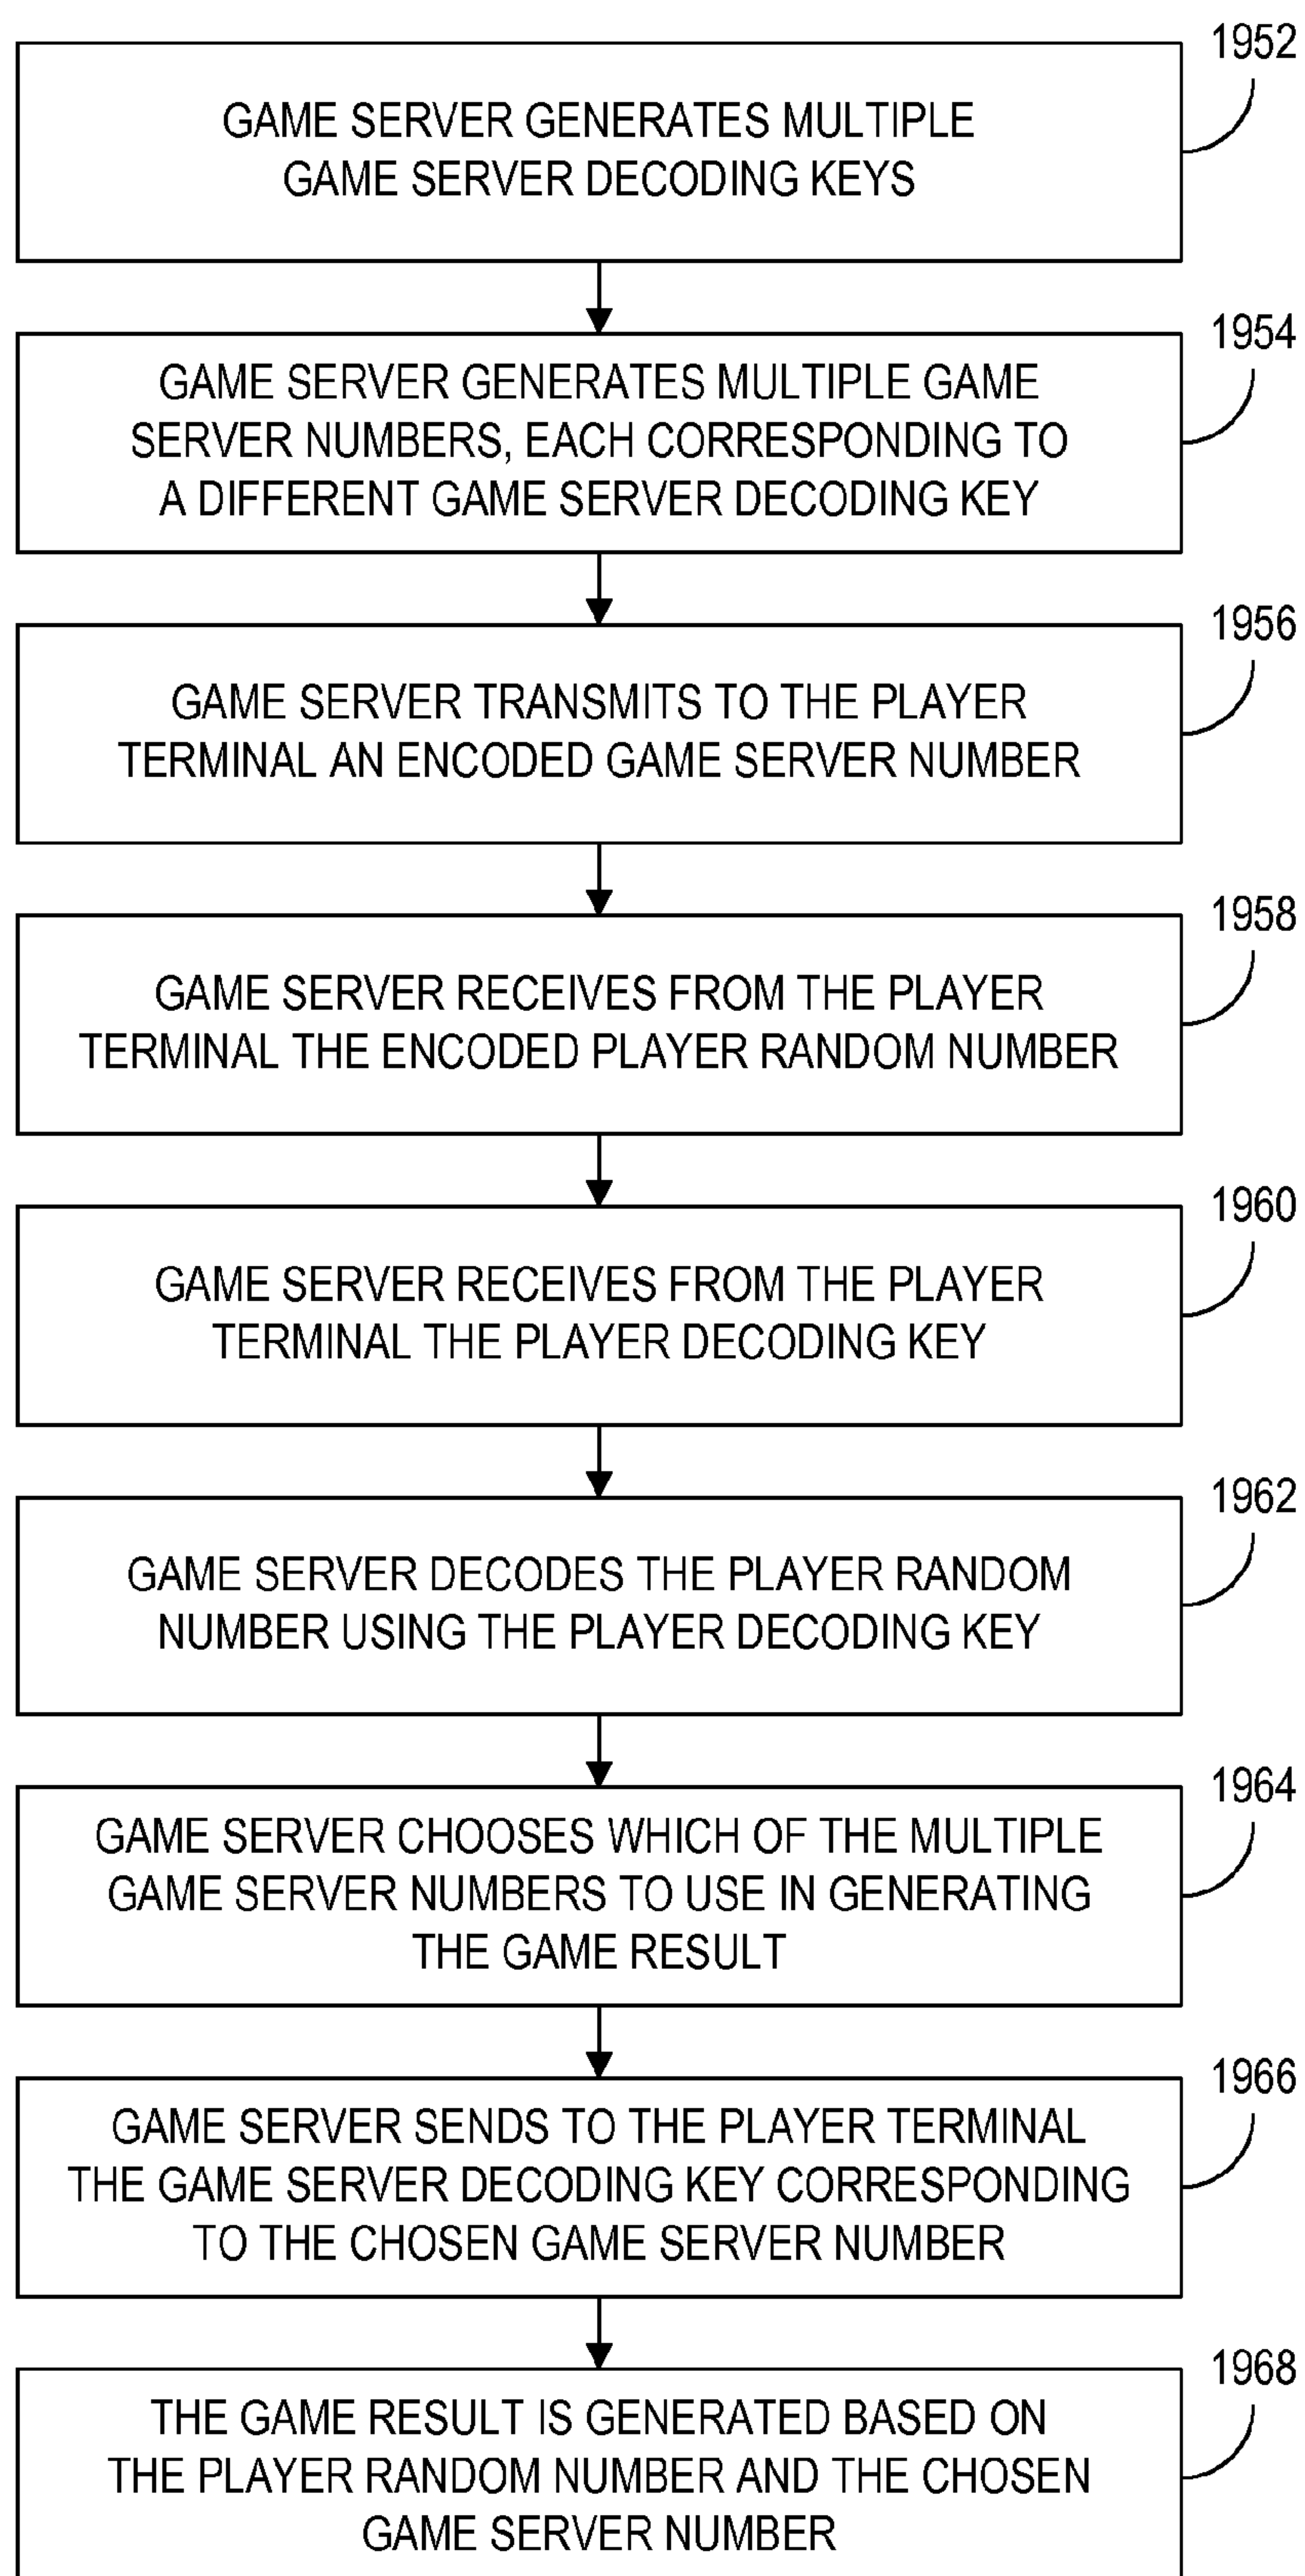 1952
GAME SERVER GENERATES MULTIPLE
GAME SERVER DECODING KEYS
1954
GAME SERVER GENERATES MULTIPLE GAME
SERVER NUMBERS, EACH CORRESPONDING TO
A DIFFERENT GAME SERVER DECODING KEY
1956
GAME SERVER TRANSMITS TO THE PLAYER
TERMINAL AN ENCODED GAME SERVER NUMBER
1958
GAME SERVER RECEIVES FROM THE PLAYER
TERMINAL THE ENCODED PLAYER RANDOM NUMBER
1960
GAME SERVER RECEIVES FROM THE PLAYER
TERMINAL THE PLAYER DECODING KEY
1962
GAME SERVER DECODES THE PLAYER RANDOM
NUMBER USING THE PLAYER DECODING KEY
1964
GAME SERVER CHOOSES WHICH OF THE MULTIPLE
GAME SERVER NUMBERS TO USE IN GENERATING
THE GAME RESULT
1966
GAME SERVER SENDS TO THE PLAYER TERMINAL
THE GAME SERVER DECODING KEY CORRESPONDING
TO THE CHOSEN GAME SERVER NUMBER
1968
THE GAME RESULT IS GENERATED BASED ON
THE PLAYER RANDOM NUMBER AND THE CHOSEN
GAME SERVER NUMBER